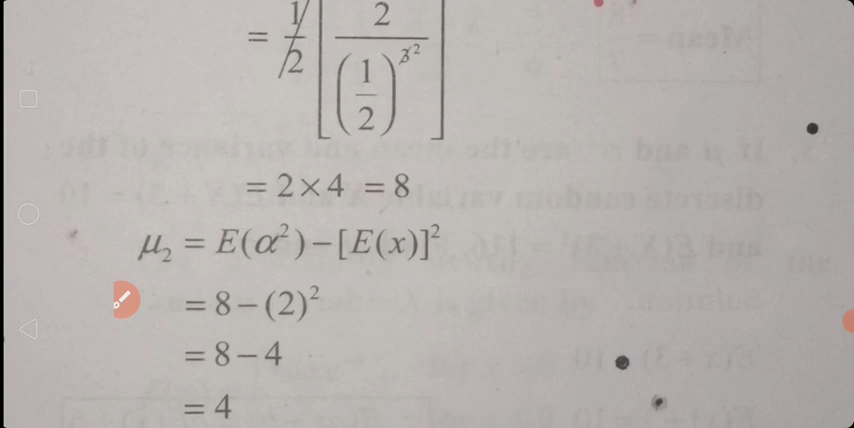 = 1/2 [ 2 / (1/2)^3^2 ]
= 2×4 = 8
μ₂ = E(α²)−[E(x)]²
= 8−(2)²
= 8−4
= 4